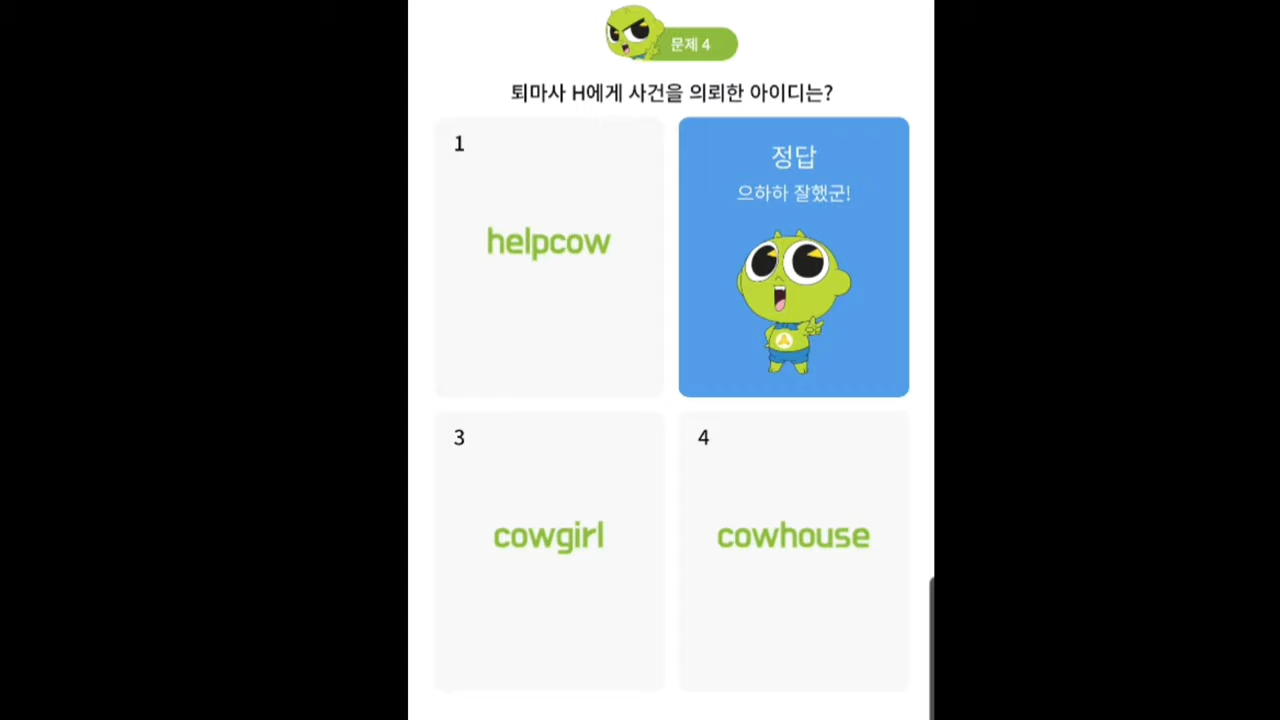 문제 4
퇴마사 H에게 사건을 의뢰한 아이디는?
1
helpcow
정답
으하하 잘했군!
3
cowgirl
4
cowhouse